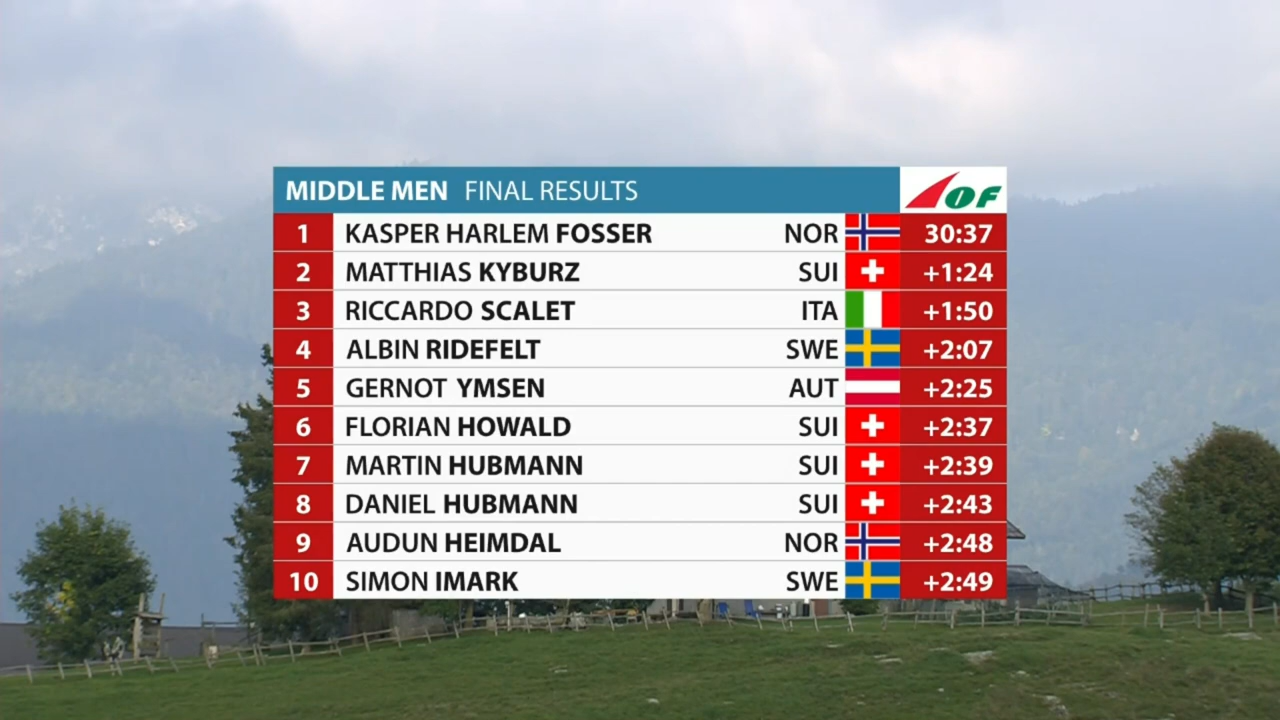 MIDDLE MEN FINAL RESULTS IOF
1 KASPER HARLEM FOSSER NOR 30:37
2 MATTHIAS KYBURZ SUI +1:24
3 RICCARDO SCALET ITA +1:50
4 ALBIN RIDEFELT SWE +2:07
5 GERNOT YMSEN AUT +2:25
6 FLORIAN HOWALD SUI +2:37
7 MARTIN HUBMANN SUI +2:39
8 DANIEL HUBMANN SUI +2:43
9 AUDUN HEIMDAL NOR +2:48
10 SIMON IMARK SWE +2:49